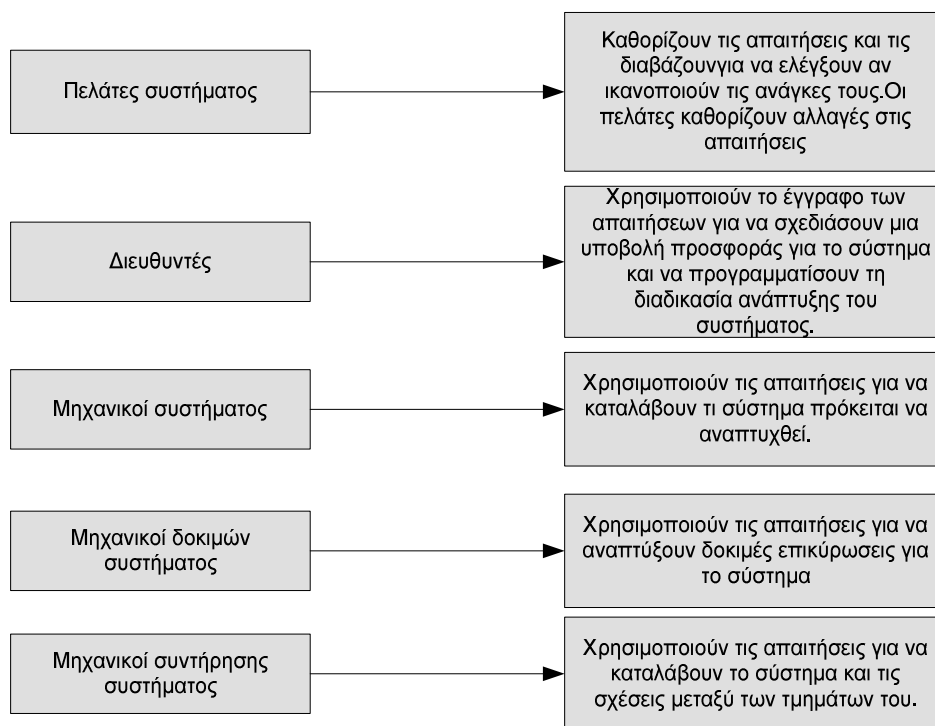 Πελάτες συστήματος
Καθορίζουν τις απαιτήσεις και τις
διαβάζουνγια να ελέγξουν αν
ικανοποιούν τις ανάγκες τους.Οι
πελάτες καθορίζουν αλλαγές στις
απαιτήσεις
Διευθυντές
Χρησιμοποιούν το έγγραφο των
απαιτήσεων για να σχεδιάσουν μια
υποβολή προσφοράς για το σύστημα
και να προγραμματίσουν τη
διαδικασία ανάπτυξης του
συστήματος.
Μηχανικοί συστήματος
Χρησιμοποιούν τις απαιτήσεις για να
καταλάβουν τι σύστημα πρόκειται να
αναπτυχθεί.
Μηχανικοί δοκιμών
συστήματος
Χρησιμοποιούν τις απαιτήσεις για να
αναπτύξουν δοκιμές επικύρωσεις για
το σύστημα
Μηχανικοί συντήρησης
συστήματος
Χρησιμοποιούν τις απαιτήσεις για να
καταλάβουν το σύστημα και τις
σχέσεις μεταξύ των τμημάτων του.